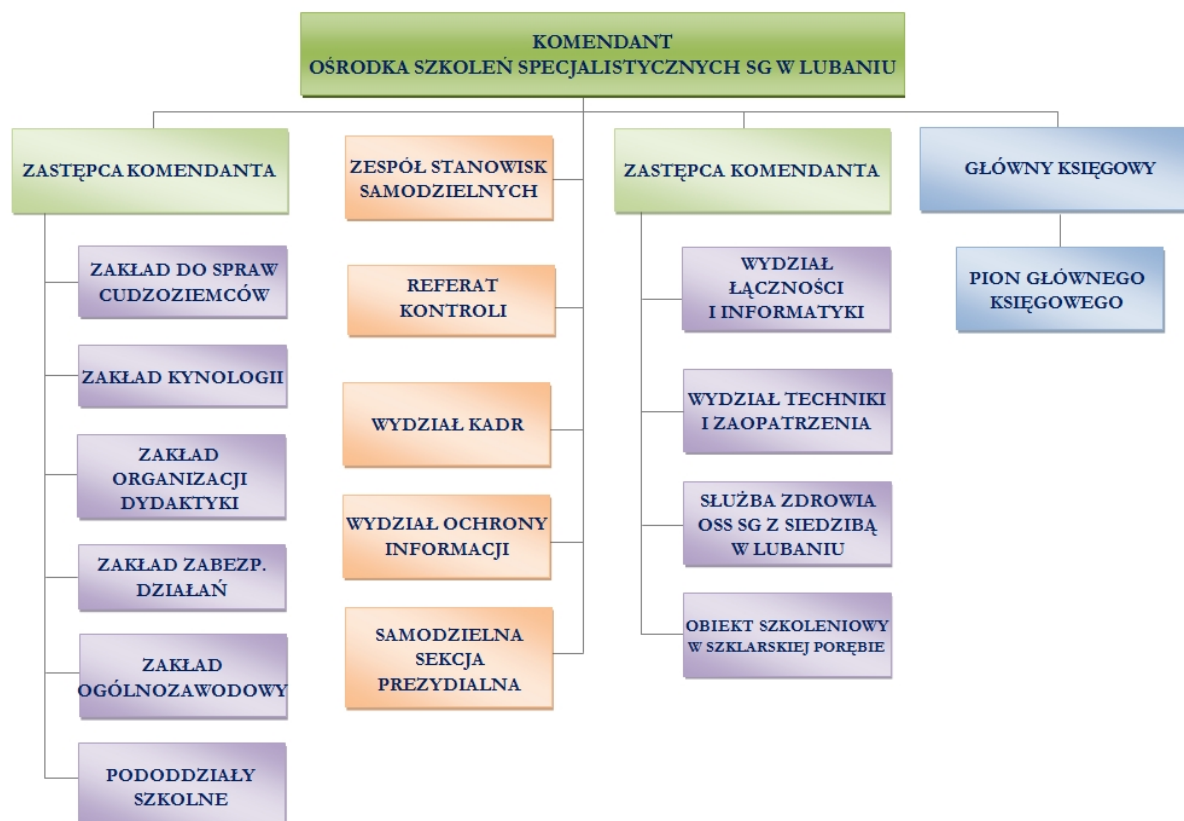 KOMENDANT
OŚRODKA SZKOLEŃ SPECJALISTYCZNYCH SG W LUBANIU
ZASTĘPCA KOMENDANTA
ZAKŁAD DO SPRAW
CUDZOZIEMCÓW
ZAKŁAD KYNOLOGII
ZAKŁAD
ORGANIZACJI
DYDAKTYKI
ZAKŁAD ZABEZP.
DZIAŁAŃ
ZAKŁAD
OGÓLNOZAWODOWY
PODODDZIAŁY
SZKOLNE
ZESPÓŁ STANOWISK
SAMODZIELNYCH
REFERAT
KONTROLI
WYDZIAŁ KADR
WYDZIAŁ OCHRONY
INFORMACJI
SAMODZIELNA
SEKCJA
PREZYDIALNA
ZASTĘPCA KOMENDANTA
WYDZIAŁ
ŁĄCZNOŚCI
I INFORMATYKI
WYDZIAŁ TECHNIKI
I ZAOPATRZENIA
SŁUŻBA ZDROWIA
OSS SG Z SIEDZIBĄ
W LUBANIU
OBIEKT SZKOLENIOWY
W SZKLARSKIEJ PORĘBIE
GŁÓWNY KSIĘGOWY
PION GŁÓWNEGO
KSIĘGOWEGO